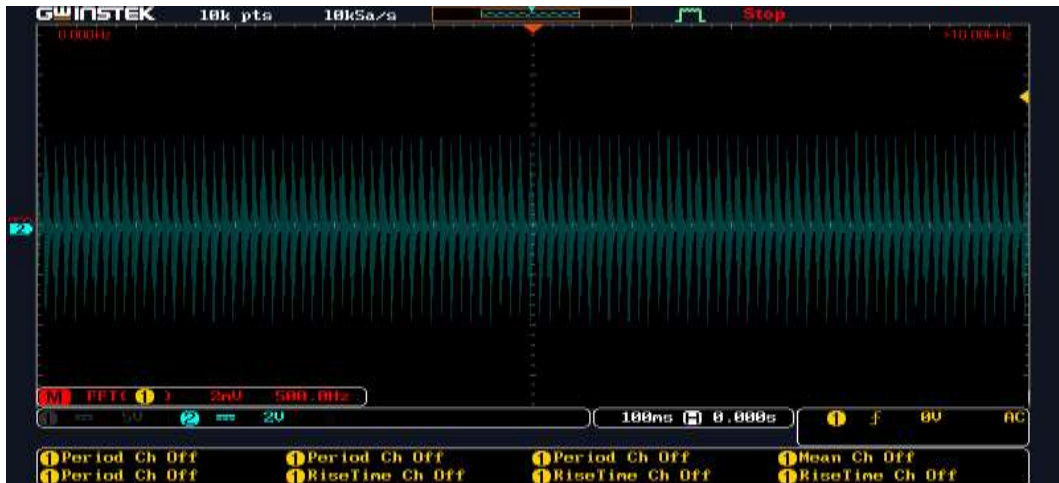 GWINSTEK 10k pts 10kSa/s Stop
0.000Hz +10.00kHz
2
M FFT( 1 ) 2mV 500.0Hz
1 5V 2 2V 100ms H 0.000s 1 0V AC
1 Period Ch Off 1 Period Ch Off 1 Period Ch Off 1 Mean Ch Off
1 Period Ch Off 1 RiseTime Ch Off 1 RiseTime Ch Off 1 RiseTime Ch Off